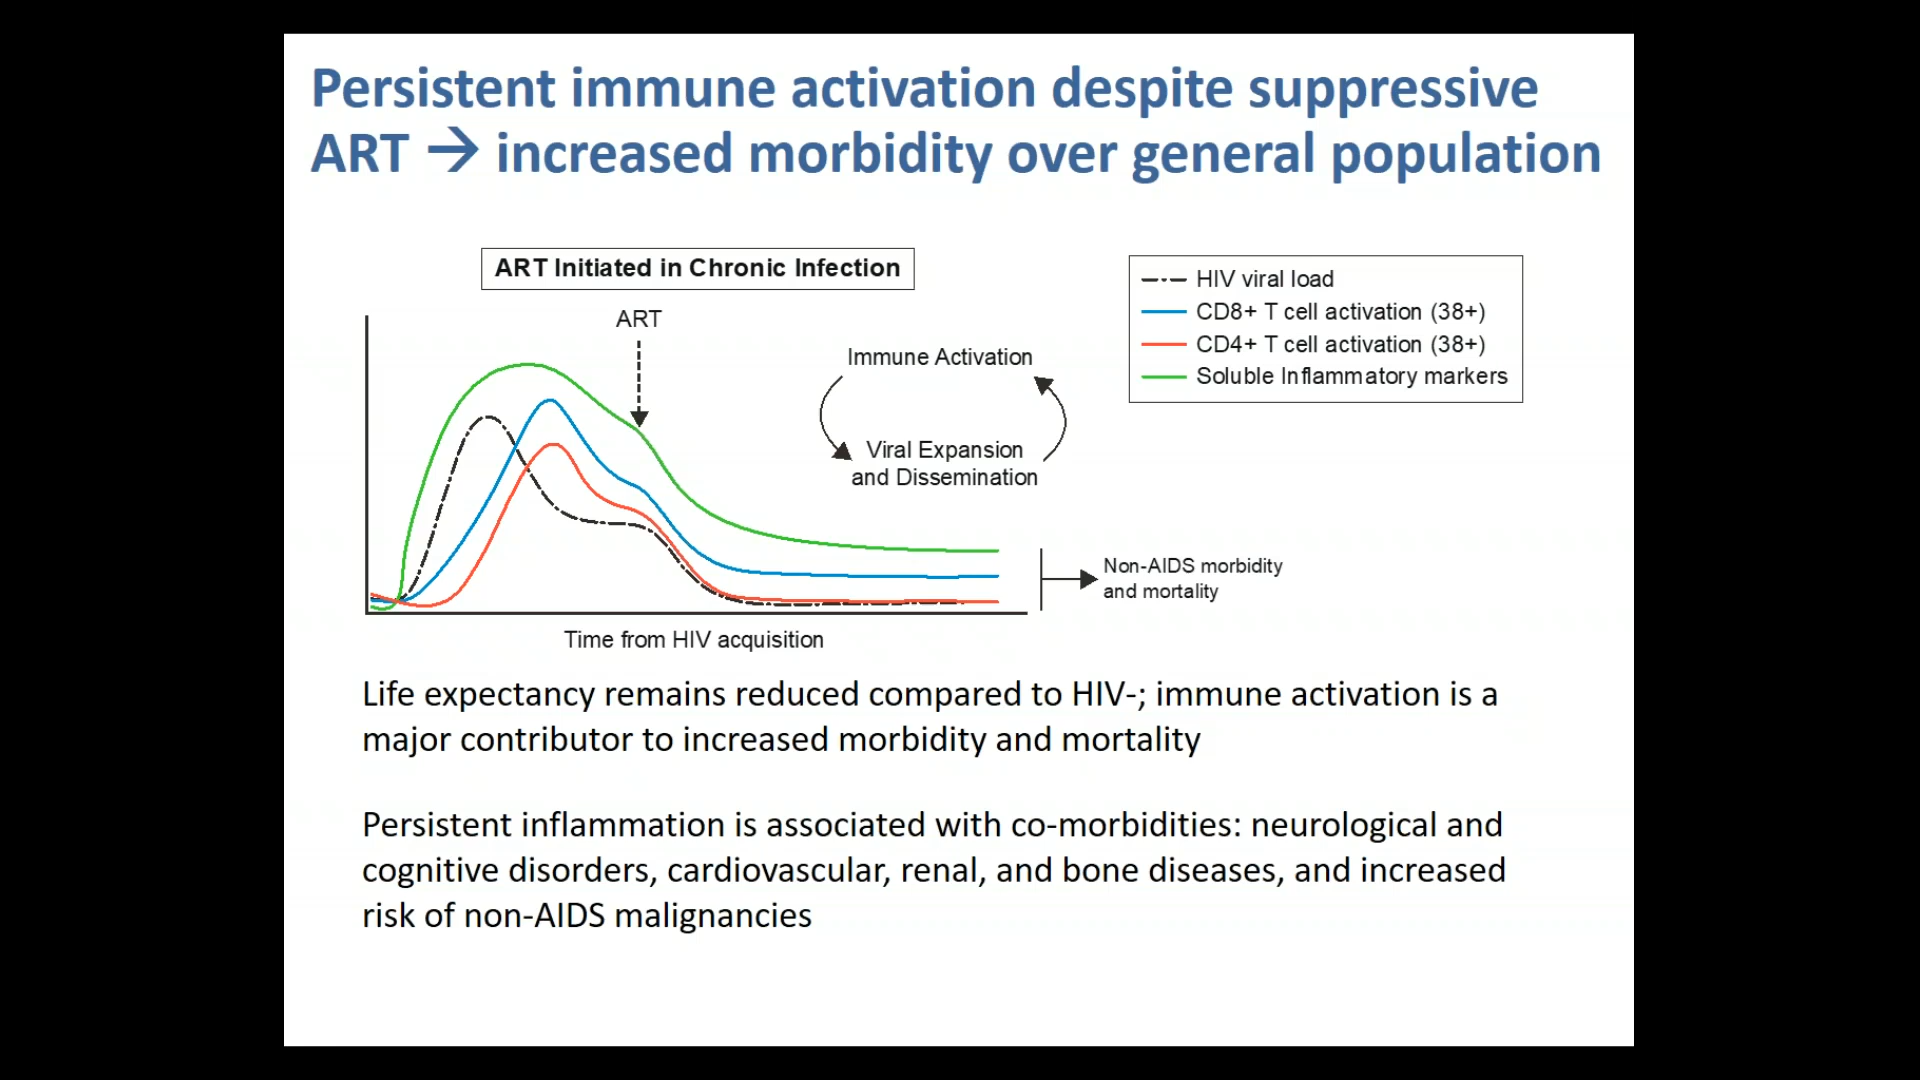 Persistent immune activation despite suppressive
ART → increased morbidity over general population
ART Initiated in Chronic Infection
ART
Immune Activation
Viral Expansion
and Dissemination
HIV viral load
CD8+ T cell activation (38+)
CD4+ T cell activation (38+)
Soluble Inflammatory markers
Non-AIDS morbidity
and mortality
Time from HIV acquisition
Life expectancy remains reduced compared to HIV-; immune activation is a
major contributor to increased morbidity and mortality
Persistent inflammation is associated with co-morbidities: neurological and
cognitive disorders, cardiovascular, renal, and bone diseases, and increased
risk of non-AIDS malignancies